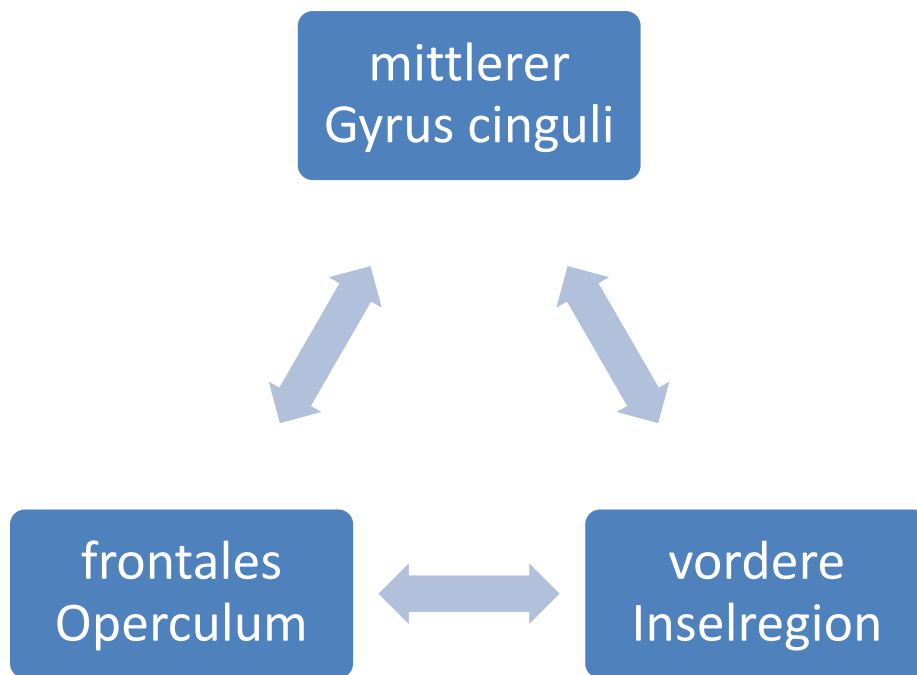 mittlerer
Gyrus cinguli
frontales
Operculum
vordere
Inselregion